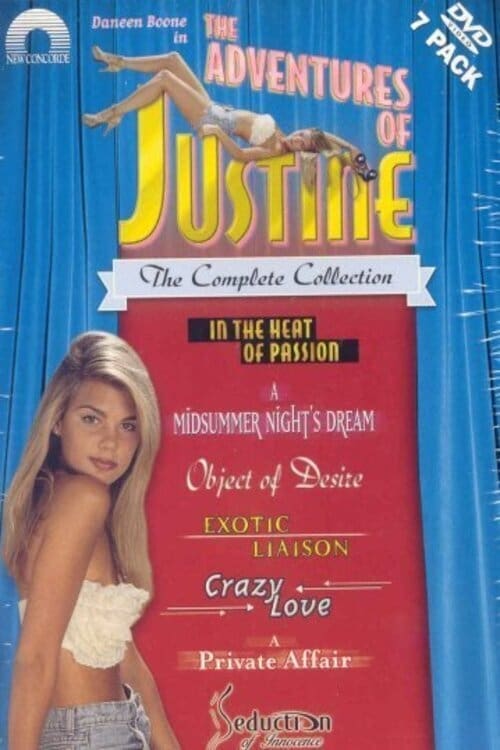 NEW CONCORDE
Daneen Boone
in
THE
ADVENTURES
OF
JUSTINE
DVD
VIDEO
7 PACK
The Complete Collection
IN THE HEAT
OF PASSION
A
MIDSUMMER NIGHT'S DREAM
Object of Desire
EXOTIC
LIAISON
Crazy
Love
A
Private Affair
Seduction
of Innocence